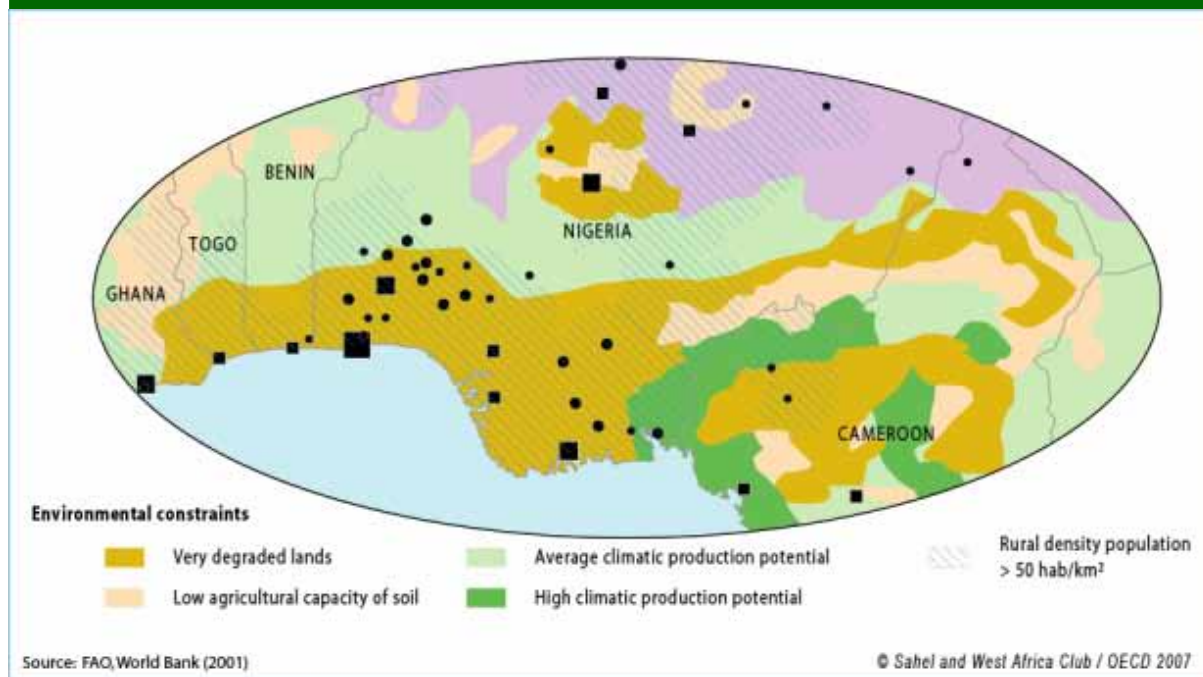 BENIN
TOGO
NIGERIA
GHANA
CAMEROON
Environmental constraints
Very degraded lands
Low agricultural capacity of soil
Average climatic production potential
High climatic production potential
Rural density population
> 50 hab/km²
Source: FAO, World Bank (2001)
© Sahel and West Africa Club / OECD 2007